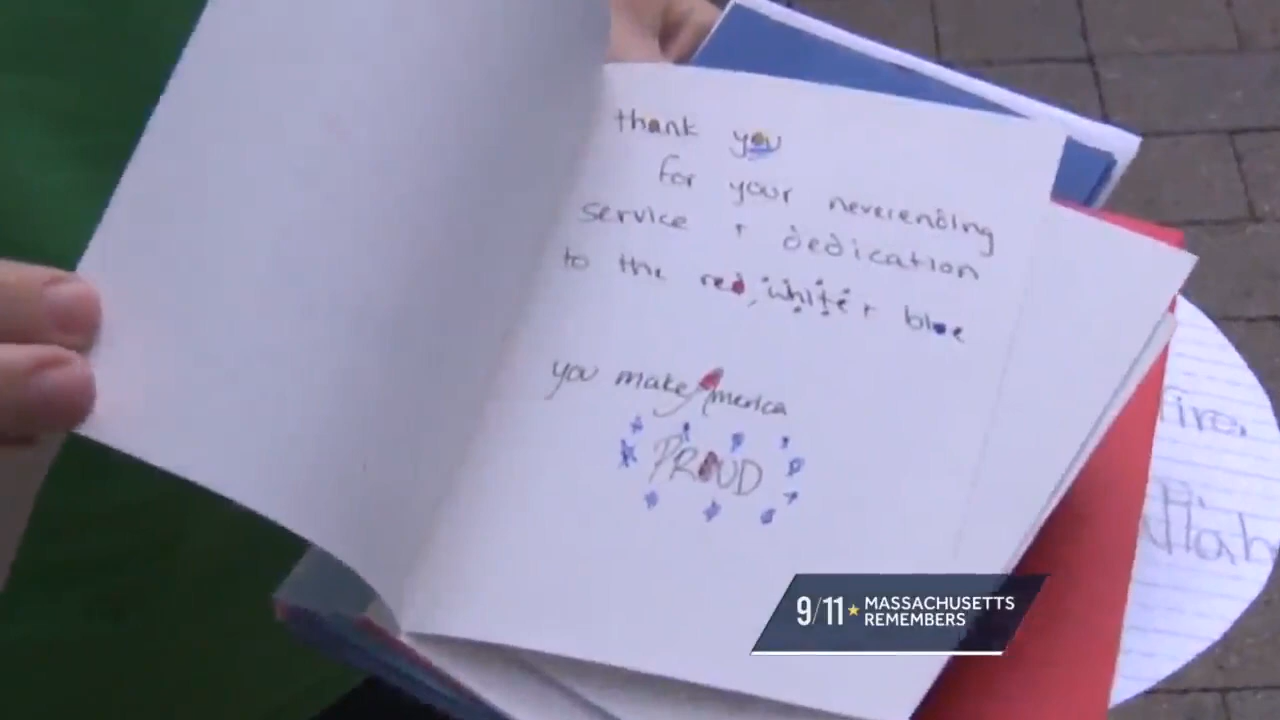 thank you
for your neverending
service + dedication
to the red, white + blue
you make America
PROUD
fire.
9/11 MASSACHUSETTS
REMEMBERS